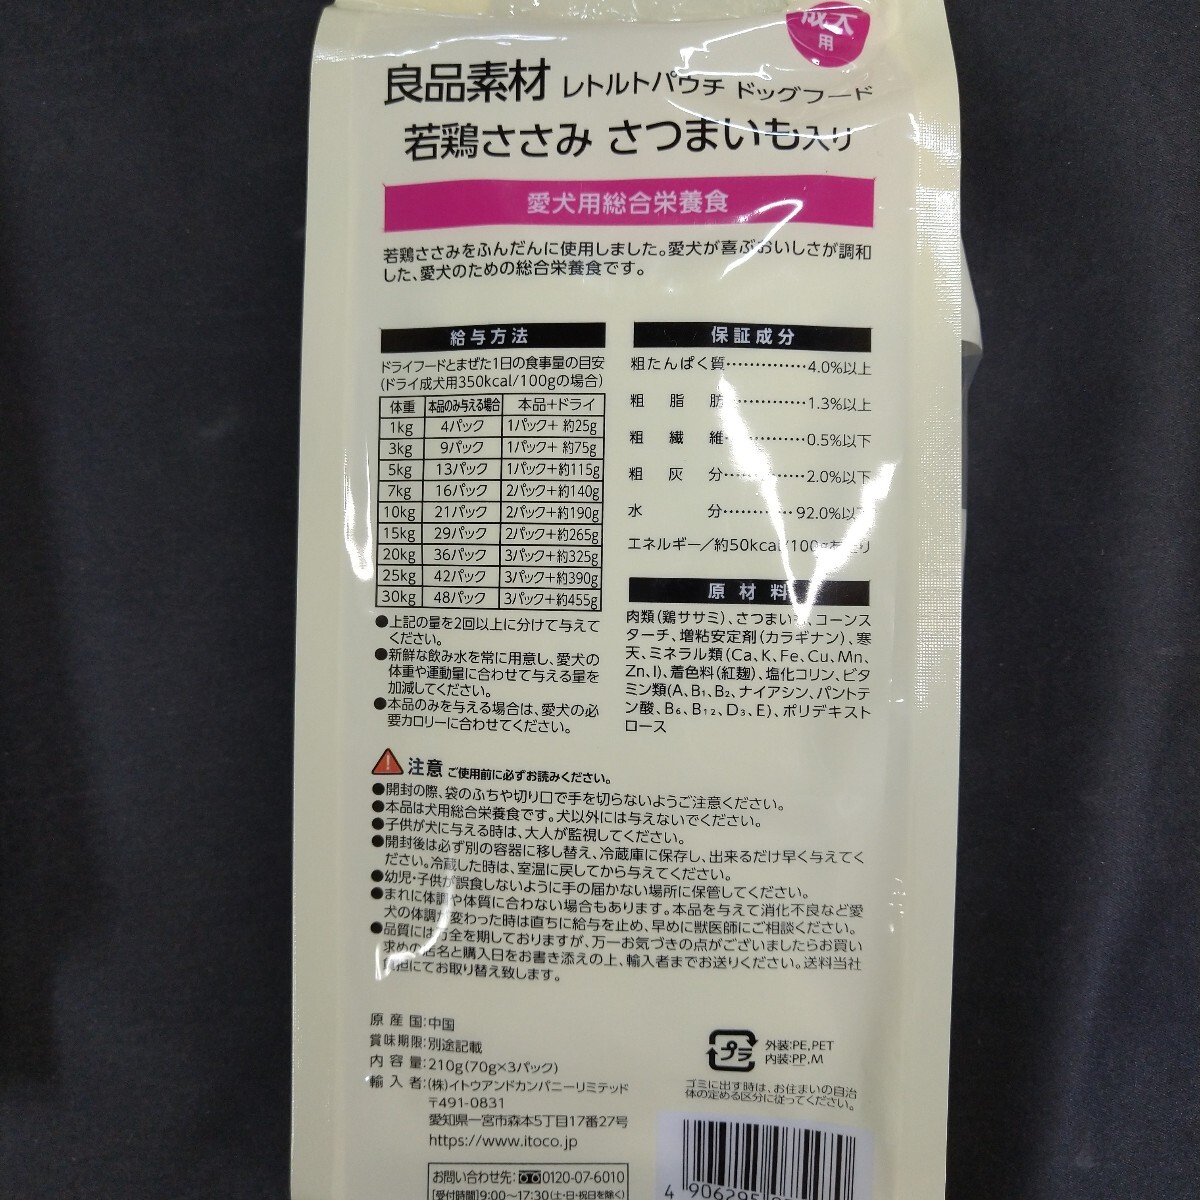 成犬
用
良品素材 レトルトパウチ ドッグフード
若鶏ささみ さつまいも入り
愛犬用総合栄養食
若鶏ささみをふんだんに使用しました。愛犬が喜ぶおいしさが調和
した、愛犬のための総合栄養食です。
給与方法
ドライフードとまぜた1日の食事量の目安
(ドライ成犬用350kcal/100gの場合)
体重 本品のみ与える場合 本品+ドライ
1kg 4パック 1パック+ 約25g
3kg 9パック 1パック+ 約75g
5kg 13パック 1パック+約115g
7kg 16パック 2パック+約140g
10kg 21パック 2パック+約190g
15kg 29パック 2パック+約265g
20kg 36パック 3パック+約325g
25kg 42パック 3パック+約390g
30kg 48パック 3パック+約455g
●上記の量を2回以上に分けて与えて
ください。
●新鮮な飲み水を常に用意し、愛犬の
体重や運動量に合わせて与える量を
加減してください。
●本品のみを与える場合は、愛犬の必
要カロリーに合わせてください。
保証成分
粗たんぱく質··············4.0%以上
粗脂肪··············1.3%以上
粗繊維··············0.5%以下
粗灰分··············2.0%以下
水分············92.0%以下
エネルギー/約50kcal/100gあたり
原材料
肉類(鶏ササミ)、さつまいも、コーンス
ターチ、増粘安定剤(カラギナン)、寒
天、ミネラル類(Ca、K、Fe、Cu、Mn、
Zn、I)、着色料(紅麹)、塩化コリン、ビタ
ミン類(A、B₁、B₂、ナイアシン、パントテ
ン酸、B₆、B₁₂、D₃、E)、ポリデキスト
ロース
注意 ご使用前に必ずお読みください。
●開封の際、袋のふちや切り口で手を切らないようご注意ください。
●本品は犬用総合栄養食です。犬以外には与えないでください。
●子供が犬に与える時は、大人が監視してください。
●開封後は必ず別の容器に移し替え、冷蔵庫に保存し、出来るだけ早く与えてく
ださい。冷蔵した時は、室温に戻してから与えてください。
●幼児・子供が誤食しないように手の届かない場所に保管してください。
●まれに体調や体質に合わない場合もあります。本品を与えて消化不良など愛
犬の体調が変わった時は直ちに給与を止め、早めに獣医師にご相談ください。
●品質には万全を期しておりますが、万一お気づきの点がございましたらお買い
求めの店名と購入日をお書き添えの上、輸入者までお送りください。送料当社
負担にてお取り替え致します。
原産国:中国
賞味期限:別途記載
内容量:210g(70g×3パック)
輸入者:(株)イトウアンドカンパニーリミテッド
〒491-0831
愛知県一宮市森本5丁目17番27号
https://www.itoco.jp
お問い合わせ先:0120-07-6010
[受付時間]9:00〜17:30(土・日・祝日を除く)
プラ
外装:PE,PET
内装:PP,M
ゴミに出す時は、お住まいの自治
体の定める区分に従ってください。
4 906295